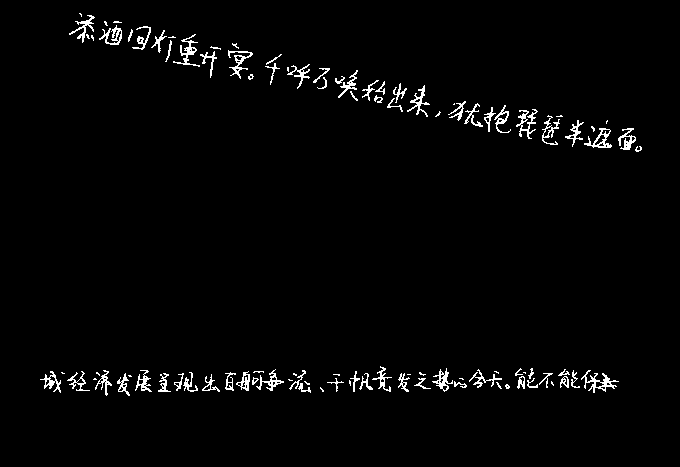 添酒回灯重开宴。千呼万唤始出来，犹抱琵琶半遮面。
域经济发展呈现出百舸争流、千帆竞发之势的今天。能不能保